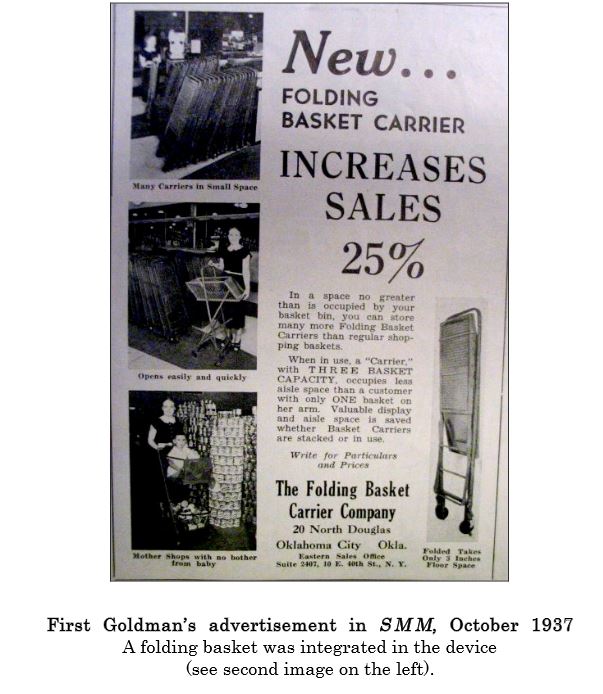 New...
FOLDING
BASKET CARRIER
INCREASES
SALES
25%
Many Carriers in Small Space
Opens easily and quickly
Mother Shops with no bother
from baby
In a space no greater
than is occupied by your
basket bin, you can store
many more Folding Basket
Carriers than regular shop-
ping baskets.
When in use, a "Carrier,"
with THREE BASKET
CAPACITY, occupies less
aisle space than a customer
with only ONE basket on
her arm. Valuable display
and aisle space is saved
whether Basket Carriers
are stacked or in use.
Write for Particulars
and Prices
The Folding Basket
Carrier Company
20 North Douglas
Oklahoma City Okla.
Eastern Sales Office
Suite 2407, 10 E. 40th St., N. Y.
Folded Takes
Only 3 Inches
Floor Space
First Goldman's advertisement in SMM, October 1937
A folding basket was integrated in the device
(see second image on the left).